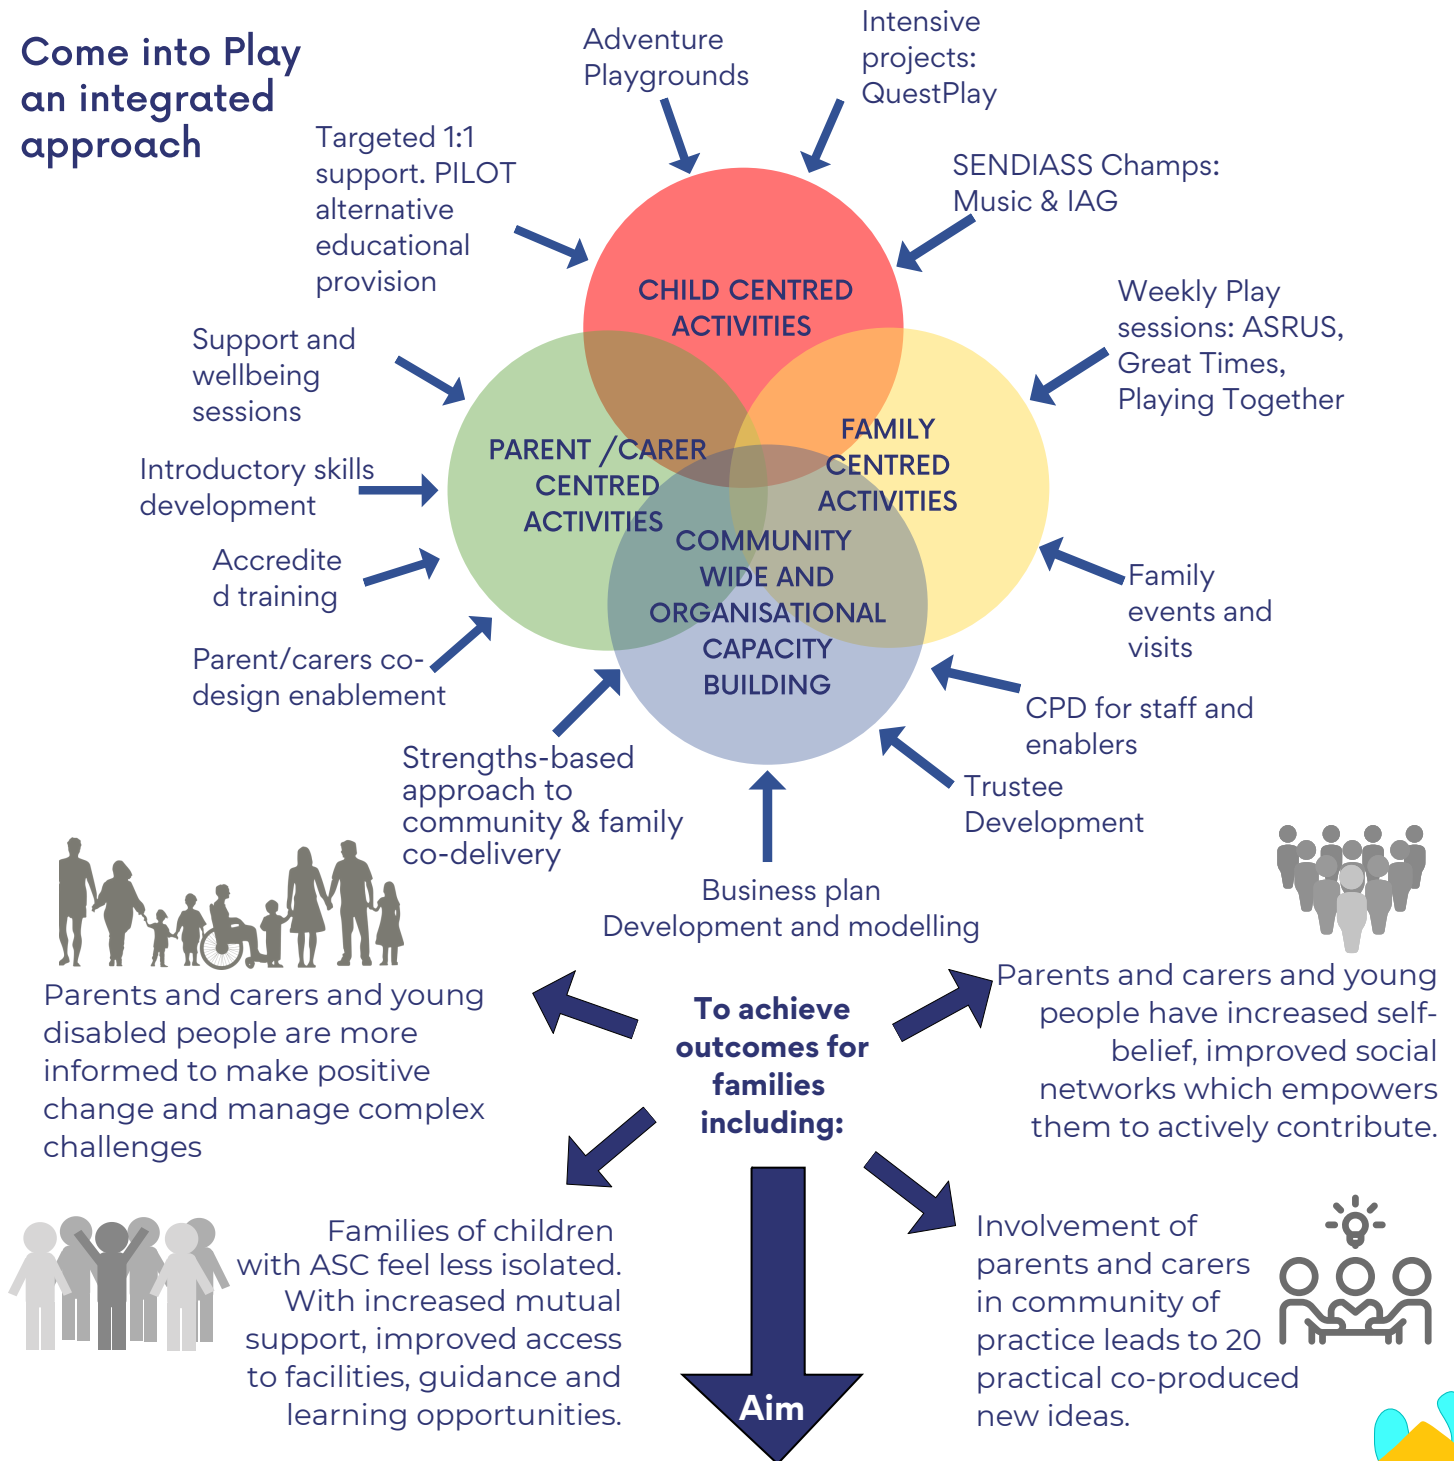 Come into Play
an integrated
approach
Adventure
Playgrounds
Intensive
projects:
QuestPlay
Targeted 1:1
support. PILOT
alternative
educational
provision
SENDIASS Champs:
Music & IAG
CHILD CENTRED
ACTIVITIES
Weekly Play
sessions: ASRUS,
Great Times,
Playing Together
Support and
wellbeing
sessions
PARENT /CARER
CENTRED
ACTIVITIES
FAMILY
CENTRED
ACTIVITIES
Introductory skills
development
COMMUNITY
WIDE AND
ORGANISATIONAL
CAPACITY
BUILDING
Accredite
d training
Family
events and
visits
Parent/carers co-
design enablement
CPD for staff and
enablers
Strengths-based
approach to
community & family
co-delivery
Trustee
Development
Business plan
Development and modelling
Parents and carers and young
disabled people are more
informed to make positive
change and manage complex
challenges
To achieve
outcomes for
families
including:
Parents and carers and young
people have increased self-
belief, improved social
networks which empowers
them to actively contribute.
Families of children
with ASC feel less isolated.
With increased mutual
support, improved access
to facilities, guidance and
learning opportunities.
Involvement of
parents and carers
in community of
practice leads to 20
practical co-produced
new ideas.
Aim